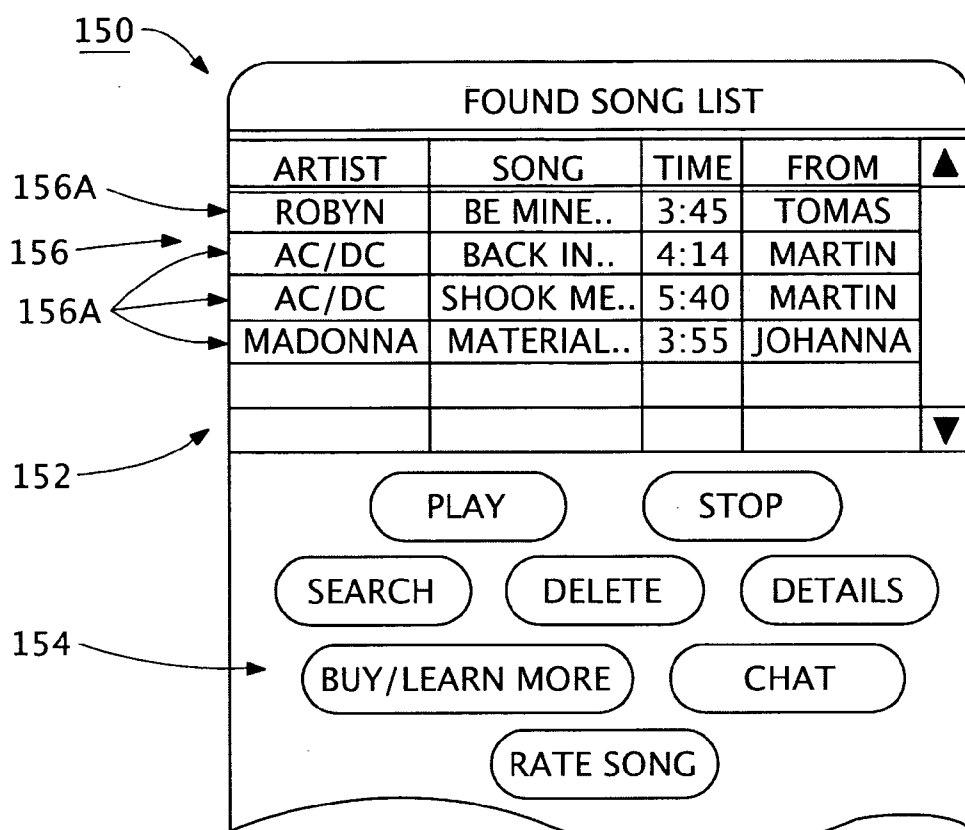 150
FOUND SONG LIST
ARTIST SONG TIME FROM
156A ROBYN BE MINE.. 3:45 TOMAS
156 AC/DC BACK IN.. 4:14 MARTIN
156A AC/DC SHOOK ME.. 5:40 MARTIN
MADONNA MATERIAL.. 3:55 JOHANNA
152
PLAY STOP
SEARCH DELETE DETAILS
154
BUY/LEARN MORE CHAT
RATE SONG